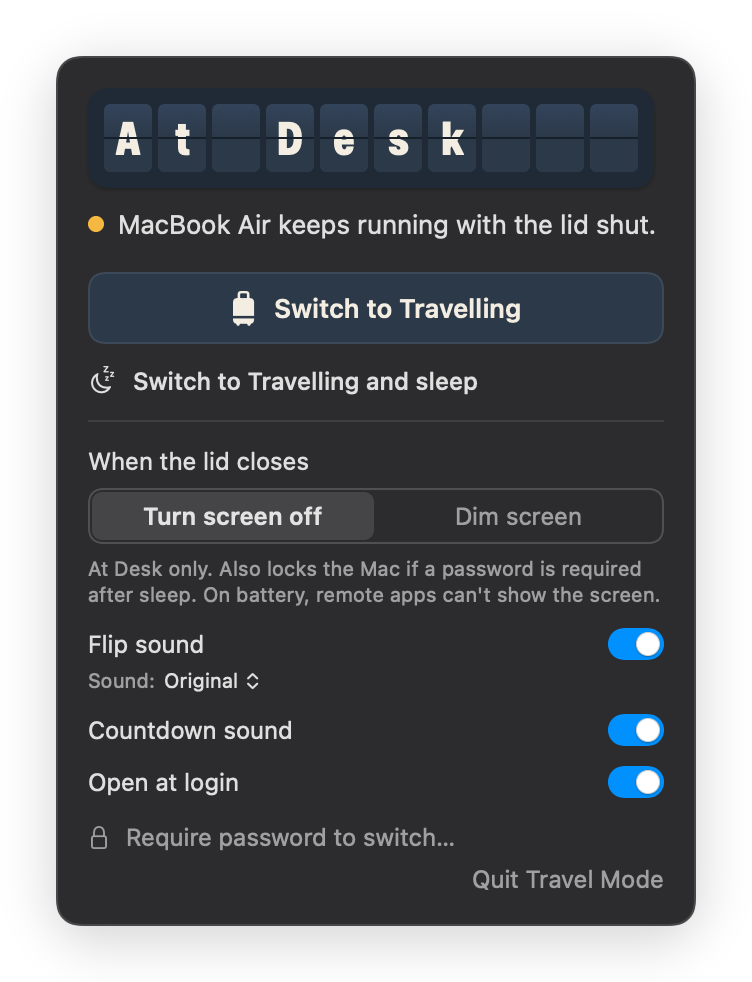 At Desk
MacBook Air keeps running with the lid shut.
Switch to Travelling
Switch to Travelling and sleep
When the lid closes
Turn screen off
Dim screen
At Desk only. Also locks the Mac if a password is required
after sleep. On battery, remote apps can't show the screen.
Flip sound
Sound: Original
Countdown sound
Open at login
Require password to switch...
Quit Travel Mode